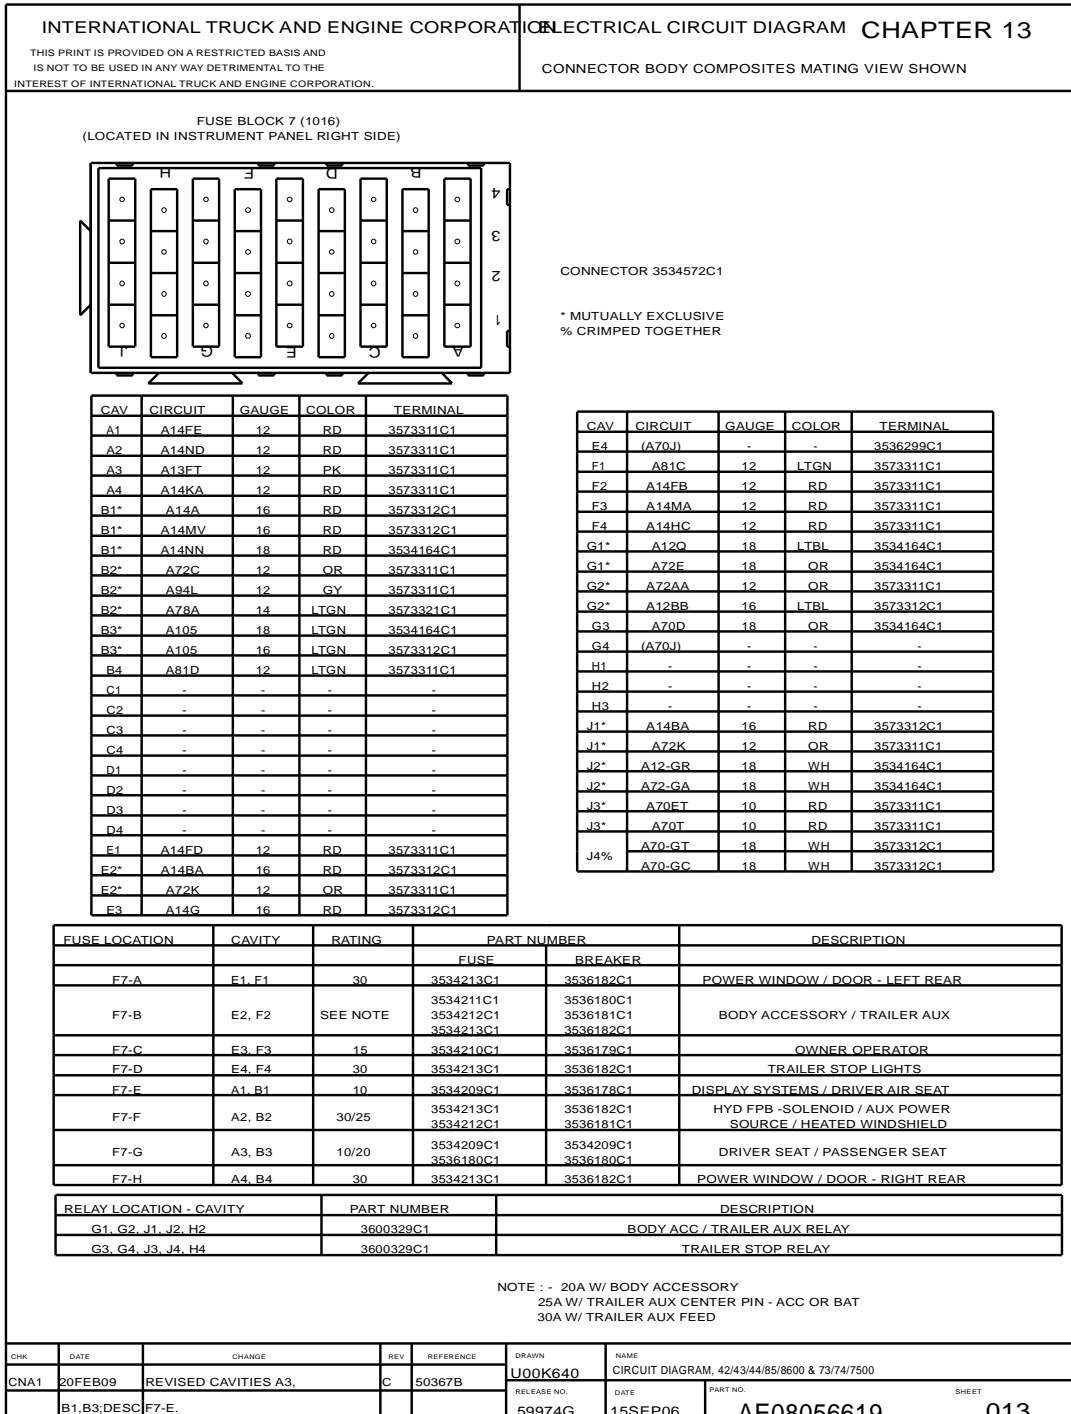 INTERNATIONAL TRUCK AND ENGINE CORPORATION
THIS PRINT IS PROVIDED ON A RESTRICTED BASIS AND
IS NOT TO BE USED IN ANY WAY DETRIMENTAL TO THE
INTEREST OF INTERNATIONAL TRUCK AND ENGINE CORPORATION.
ELECTRICAL CIRCUIT DIAGRAM CHAPTER 13
CONNECTOR BODY COMPOSITES MATING VIEW SHOWN
FUSE BLOCK 7 (1016)
(LOCATED IN INSTRUMENT PANEL RIGHT SIDE)
H F D B
4
3
2
1
J G E C A
CONNECTOR 3534572C1
* MUTUALLY EXCLUSIVE
% CRIMPED TOGETHER
CAV CIRCUIT GAUGE COLOR TERMINAL
A1 A14FE 12 RD 3573311C1
A2 A14ND 12 RD 3573311C1
A3 A13FT 12 PK 3573311C1
A4 A14KA 12 RD 3573311C1
B1* A14A 16 RD 3573312C1
B1* A14MV 16 RD 3573312C1
B1* A14NN 18 RD 3534164C1
B2* A72C 12 OR 3573311C1
B2* A94L 12 GY 3573311C1
B2* A78A 14 LTGN 3573321C1
B3* A105 18 LTGN 3534164C1
B3* A105 16 LTGN 3573312C1
B4 A81D 12 LTGN 3573311C1
C1 - - - -
C2 - - - -
C3 - - - -
C4 - - - -
D1 - - - -
D2 - - - -
D3 - - - -
D4 - - - -
E1 A14FD 12 RD 3573311C1
E2* A14BA 16 RD 3573312C1
E2* A72K 12 OR 3573311C1
E3 A14G 16 RD 3573312C1
CAV CIRCUIT GAUGE COLOR TERMINAL
E4 (A70J) - - 3536299C1
F1 A81C 12 LTGN 3573311C1
F2 A14FB 12 RD 3573311C1
F3 A14MA 12 RD 3573311C1
F4 A14HC 12 RD 3573311C1
G1* A12Q 18 LTBL 3534164C1
G1* A72E 18 OR 3534164C1
G2* A72AA 12 OR 3573311C1
G2* A12BB 16 LTBL 3573312C1
G3 A70D 18 OR 3534164C1
G4 (A70J) - - -
H1 - - - -
H2 - - - -
H3 - - - -
J1* A14BA 16 RD 3573312C1
J1* A72K 12 OR 3573311C1
J2* A12-GR 18 WH 3534164C1
J2* A72-GA 18 WH 3534164C1
J3* A70ET 10 RD 3573311C1
J3* A70T 10 RD 3573311C1
J4% A70-GT 18 WH 3573312C1
A70-GC 18 WH 3573312C1
FUSE LOCATION CAVITY RATING PART NUMBER DESCRIPTION
FUSE BREAKER
F7-A E1, F1 30 3534213C1 3536182C1 POWER WINDOW / DOOR - LEFT REAR
3534211C1 3536180C1
F7-B E2, F2 SEE NOTE 3534212C1 3536181C1 BODY ACCESSORY / TRAILER AUX
3534213C1 3536182C1
F7-C E3, F3 15 3534210C1 3536179C1 OWNER OPERATOR
F7-D E4, F4 30 3534213C1 3536182C1 TRAILER STOP LIGHTS
F7-E A1, B1 10 3534209C1 3536178C1 DISPLAY SYSTEMS / DRIVER AIR SEAT
F7-F A2, B2 30/25 3534213C1 3536182C1 HYD FPB -SOLENOID / AUX POWER
3534212C1 3536181C1 SOURCE / HEATED WINDSHIELD
F7-G A3, B3 10/20 3534209C1 3534209C1 DRIVER SEAT / PASSENGER SEAT
3536180C1 3536180C1
F7-H A4, B4 30 3534213C1 3536182C1 POWER WINDOW / DOOR - RIGHT REAR
RELAY LOCATION - CAVITY PART NUMBER DESCRIPTION
G1, G2, J1, J2, H2 3600329C1 BODY ACC / TRAILER AUX RELAY
G3, G4, J3, J4, H4 3600329C1 TRAILER STOP RELAY
NOTE : - 20A W/ BODY ACCESSORY
25A W/ TRAILER AUX CENTER PIN - ACC OR BAT
30A W/ TRAILER AUX FEED
CHK DATE CHANGE REV REFERENCE DRAWN NAME
CNA1 20FEB09 REVISED CAVITIES A3, C 50367B U00K640 CIRCUIT DIAGRAM, 42/43/44/85/8600 & 73/74/7500
RELEASE NO. DATE PART NO. SHEET
B1,B3;DESC F7-E. 59974G 15SEP06 AE08056619 013